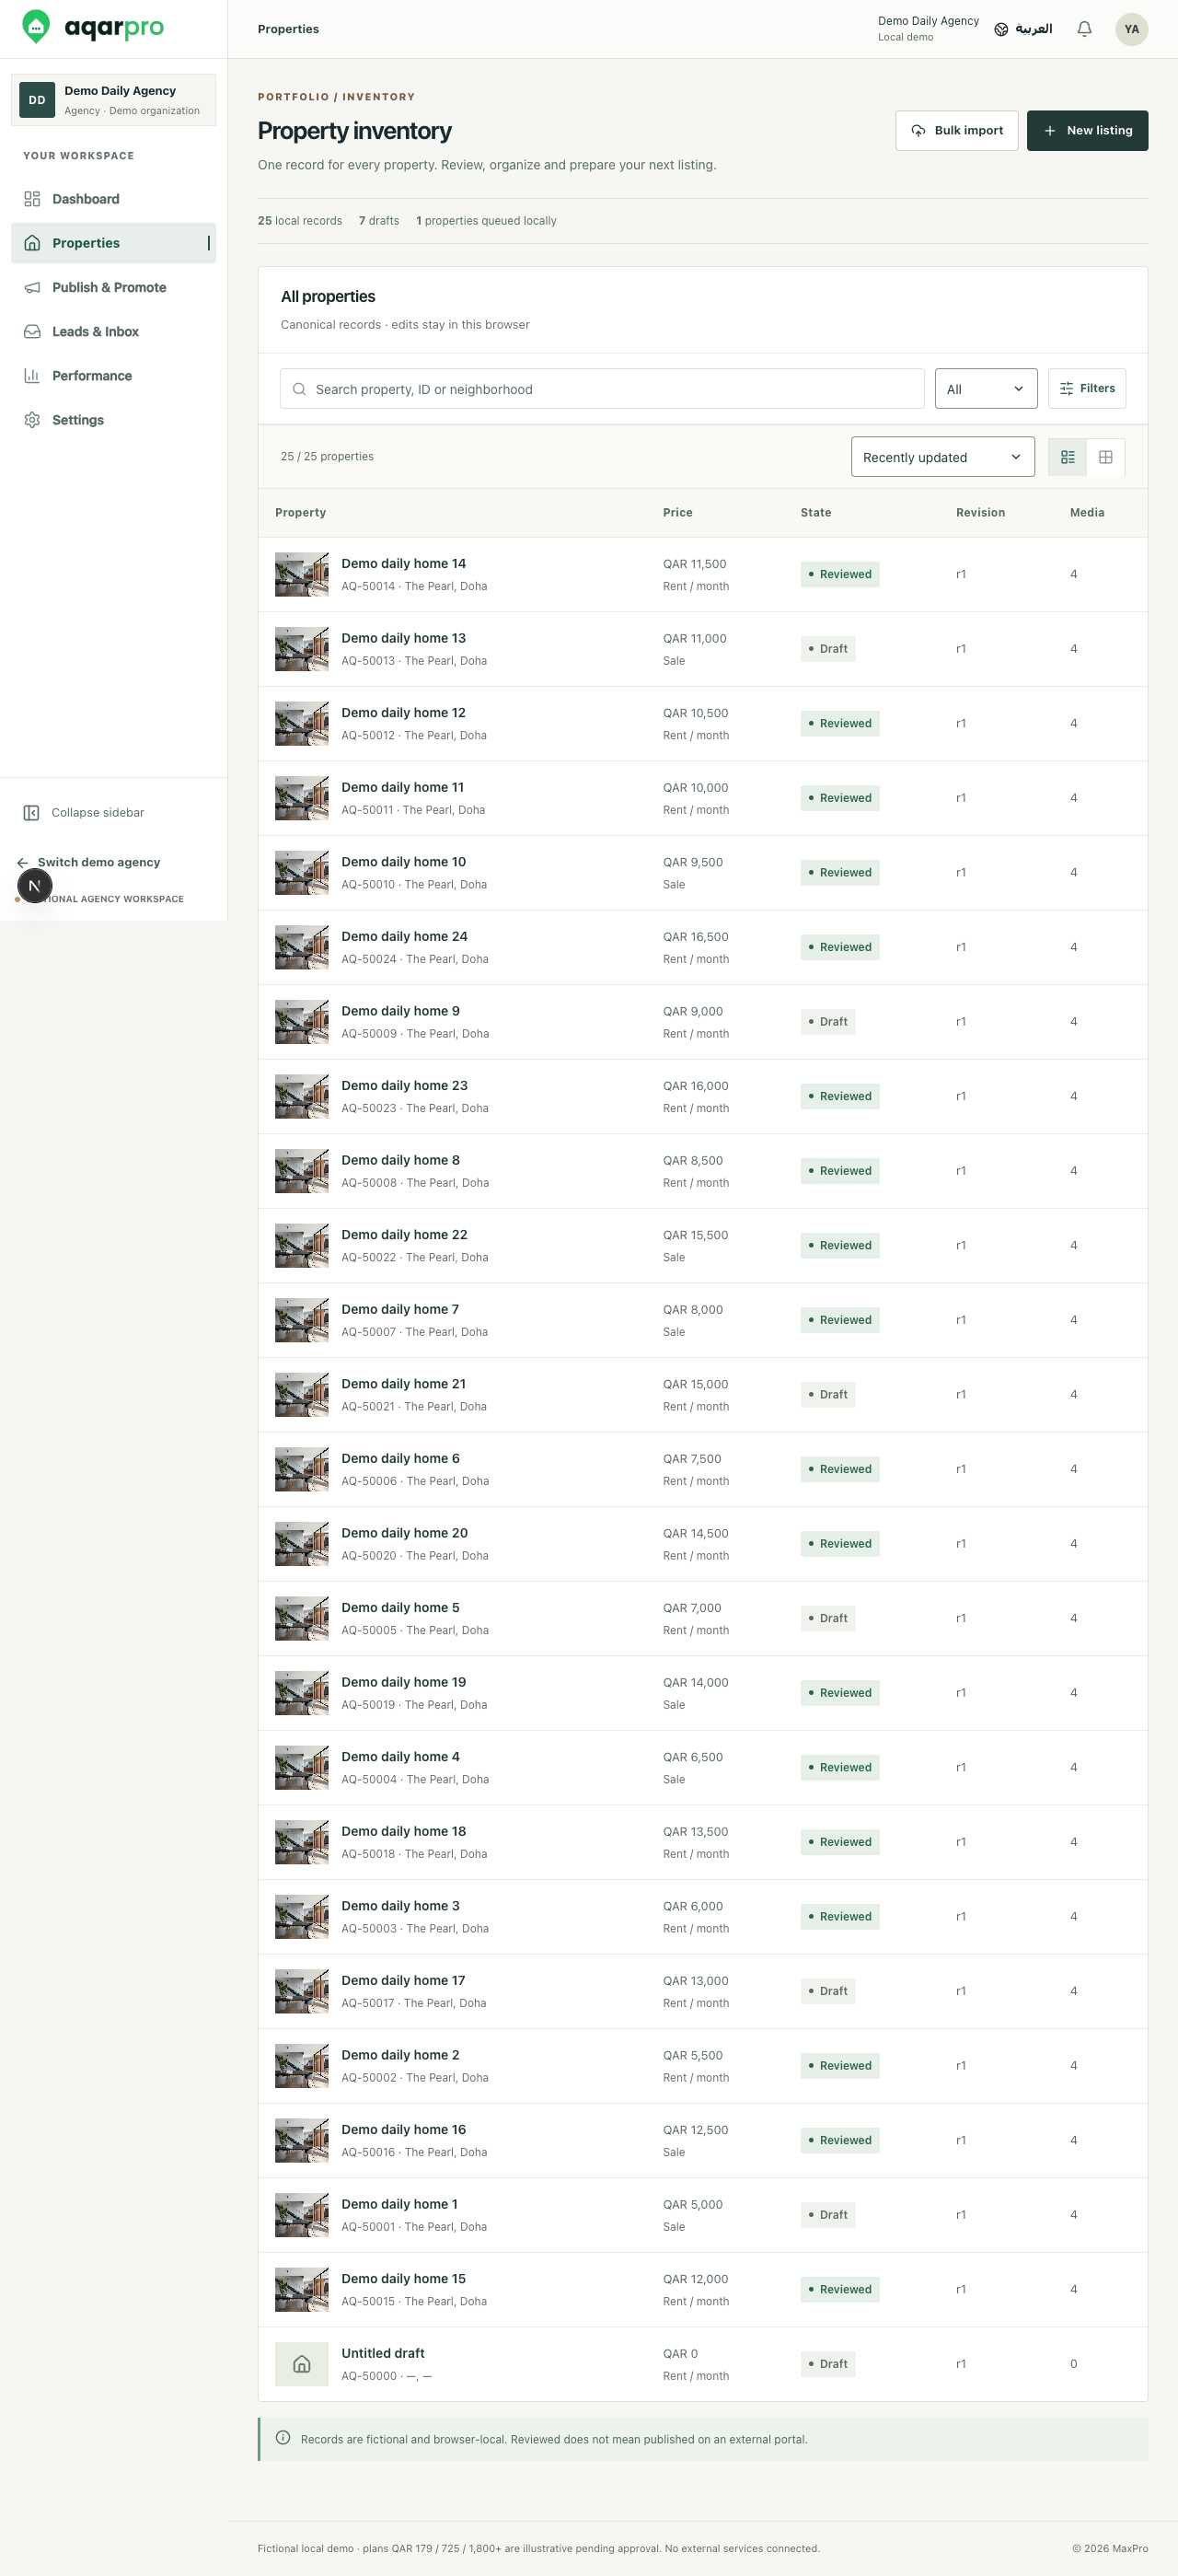 aqarpro
Properties
Demo Daily Agency
Local demo
العربية
YA
DD
Demo Daily Agency
Agency · Demo organization
YOUR WORKSPACE
Dashboard
Properties
Publish & Promote
Leads & Inbox
Performance
Settings
Collapse sidebar
Switch demo agency
N
IONAL AGENCY WORKSPACE
PORTFOLIO / INVENTORY
Property inventory
One record for every property. Review, organize and prepare your next listing.
Bulk import
New listing
25 local records 7 drafts 1 properties queued locally
All properties
Canonical records · edits stay in this browser
Search property, ID or neighborhood
All
Filters
25 / 25 properties
Recently updated
Property Price State Revision Media
Demo daily home 14 QAR 11,500 Reviewed r1 4
AQ-50014 · The Pearl, Doha Rent / month
Demo daily home 13 QAR 11,000 Draft r1 4
AQ-50013 · The Pearl, Doha Sale
Demo daily home 12 QAR 10,500 Reviewed r1 4
AQ-50012 · The Pearl, Doha Rent / month
Demo daily home 11 QAR 10,000 Reviewed r1 4
AQ-50011 · The Pearl, Doha Rent / month
Demo daily home 10 QAR 9,500 Reviewed r1 4
AQ-50010 · The Pearl, Doha Sale
Demo daily home 24 QAR 16,500 Reviewed r1 4
AQ-50024 · The Pearl, Doha Rent / month
Demo daily home 9 QAR 9,000 Draft r1 4
AQ-50009 · The Pearl, Doha Rent / month
Demo daily home 23 QAR 16,000 Reviewed r1 4
AQ-50023 · The Pearl, Doha Rent / month
Demo daily home 8 QAR 8,500 Reviewed r1 4
AQ-50008 · The Pearl, Doha Rent / month
Demo daily home 22 QAR 15,500 Reviewed r1 4
AQ-50022 · The Pearl, Doha Sale
Demo daily home 7 QAR 8,000 Reviewed r1 4
AQ-50007 · The Pearl, Doha Sale
Demo daily home 21 QAR 15,000 Draft r1 4
AQ-50021 · The Pearl, Doha Rent / month
Demo daily home 6 QAR 7,500 Reviewed r1 4
AQ-50006 · The Pearl, Doha Rent / month
Demo daily home 20 QAR 14,500 Reviewed r1 4
AQ-50020 · The Pearl, Doha Rent / month
Demo daily home 5 QAR 7,000 Draft r1 4
AQ-50005 · The Pearl, Doha Rent / month
Demo daily home 19 QAR 14,000 Reviewed r1 4
AQ-50019 · The Pearl, Doha Sale
Demo daily home 4 QAR 6,500 Reviewed r1 4
AQ-50004 · The Pearl, Doha Sale
Demo daily home 18 QAR 13,500 Reviewed r1 4
AQ-50018 · The Pearl, Doha Rent / month
Demo daily home 3 QAR 6,000 Reviewed r1 4
AQ-50003 · The Pearl, Doha Rent / month
Demo daily home 17 QAR 13,000 Draft r1 4
AQ-50017 · The Pearl, Doha Rent / month
Demo daily home 2 QAR 5,500 Reviewed r1 4
AQ-50002 · The Pearl, Doha Rent / month
Demo daily home 16 QAR 12,500 Reviewed r1 4
AQ-50016 · The Pearl, Doha Sale
Demo daily home 1 QAR 5,000 Draft r1 4
AQ-50001 · The Pearl, Doha Sale
Demo daily home 15 QAR 12,000 Reviewed r1 4
AQ-50015 · The Pearl, Doha Rent / month
Untitled draft QAR 0 Draft r1 0
AQ-50000 · —, — Rent / month
Records are fictional and browser-local. Reviewed does not mean published on an external portal.
Fictional local demo · plans QAR 179 / 725 / 1,800+ are illustrative pending approval. No external services connected.
© 2026 MaxPro